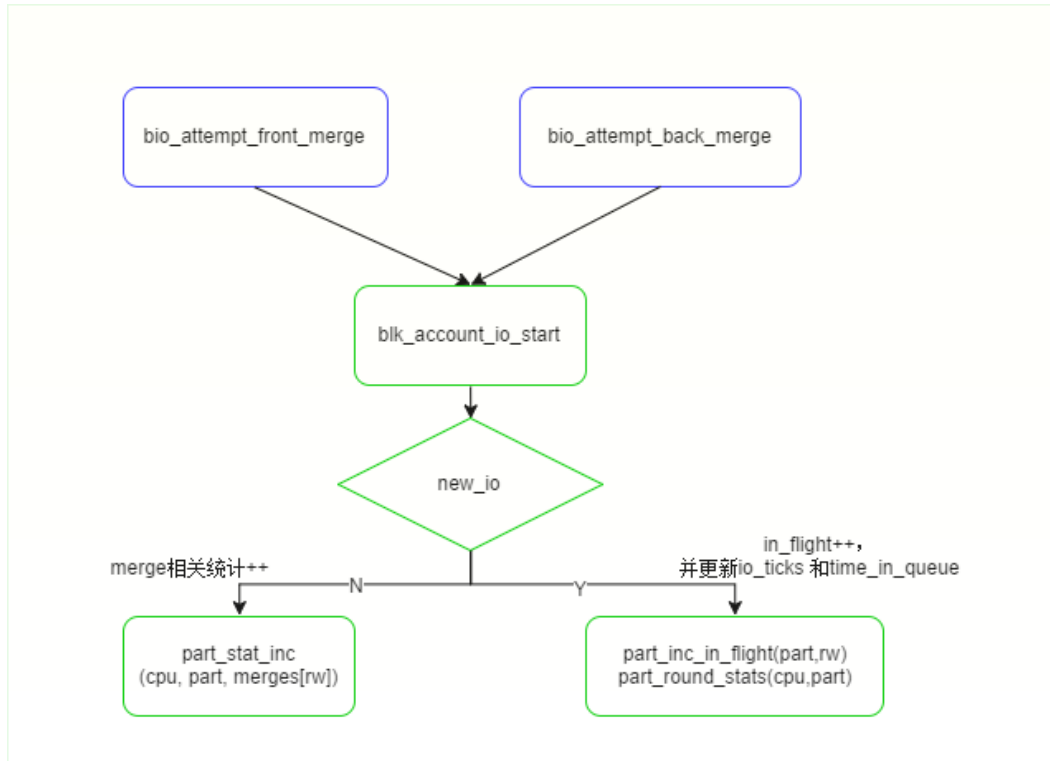 bio_attempt_front_merge
bio_attempt_back_merge
blk_account_io_start
new_io
merge相关统计++
in_flight++，
并更新io_ticks 和time_in_queue
N
Y
part_stat_inc
(cpu, part, merges[rw])
part_inc_in_flight(part,rw)
part_round_stats(cpu,part)